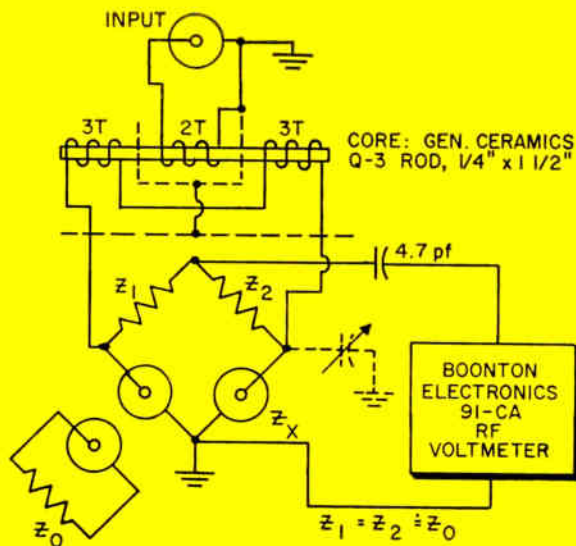 INPUT
3T 2T 3T
CORE: GEN. CERAMICS
Q-3 ROD, 1/4" x 1 1/2"
4.7 pf
Z1 Z2
BOONTON
ELECTRONICS
91-CA
RF
VOLTMETER
ZX
Z0
Z1 = Z2 ≐ Z0